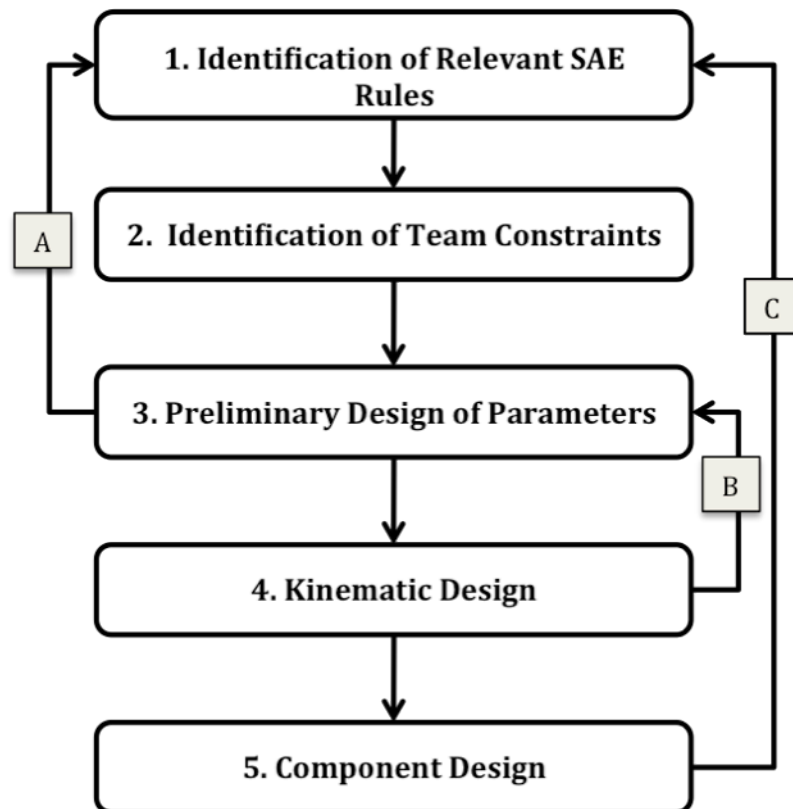 1. Identification of Relevant SAE
Rules
A
2. Identification of Team Constraints
C
3. Preliminary Design of Parameters
B
4. Kinematic Design
5. Component Design